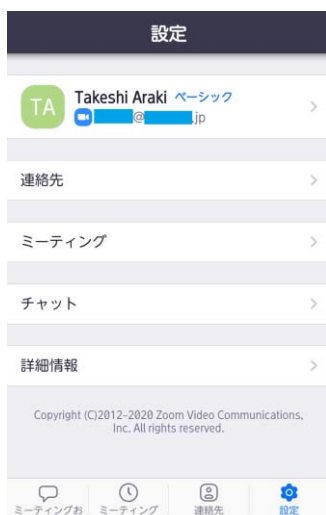 設定
TA
Takeshi Araki ベーシック
@ .jp
連絡先
ミーティング
チャット
詳細情報
Copyright (C)2012-2020 Zoom Video Communications,
Inc. All rights reserved.
ミーティングお ミーティング 連絡先 設定